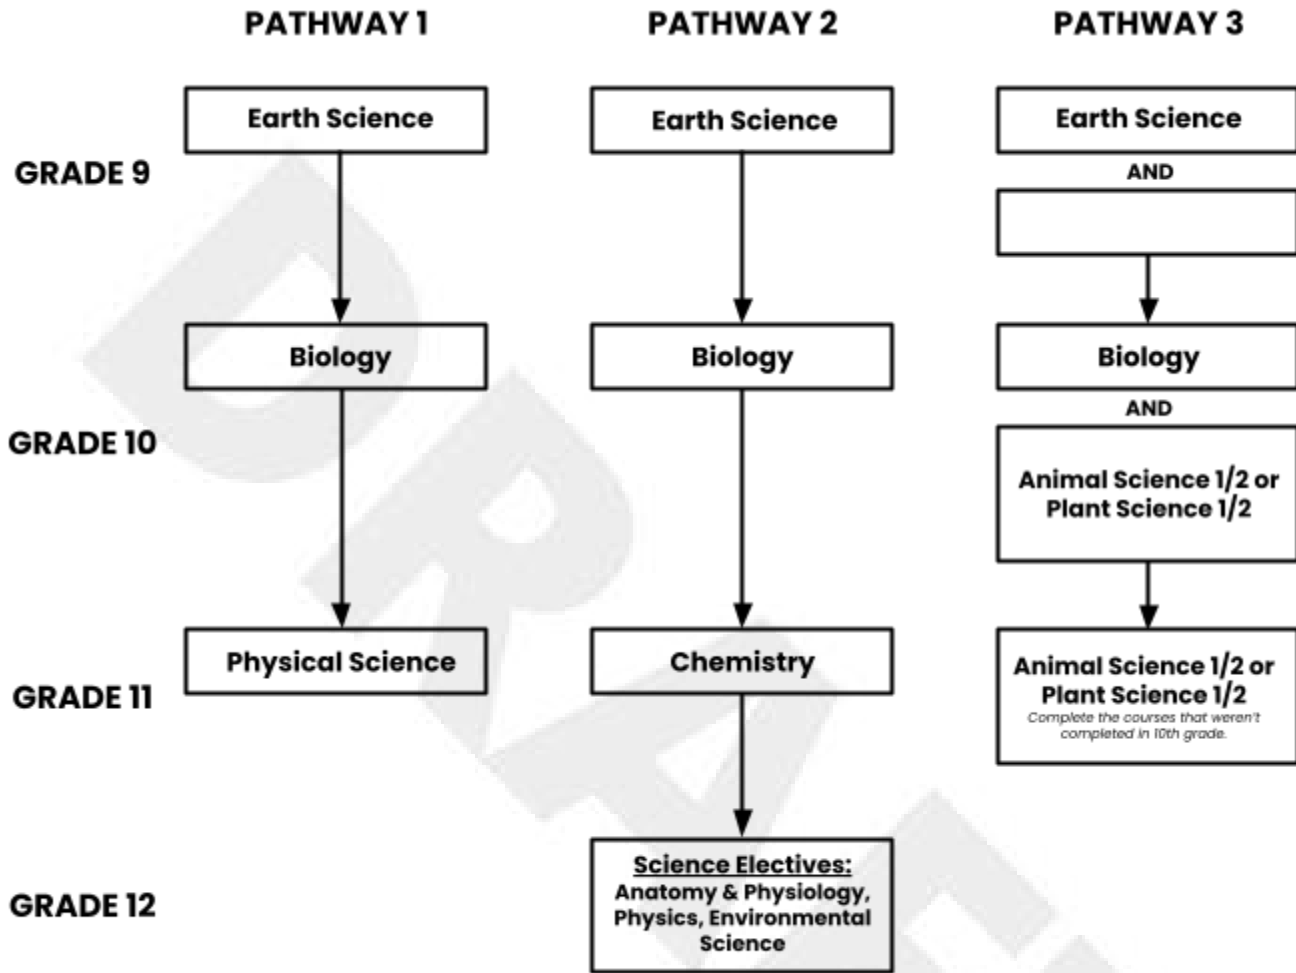 PATHWAY 1
PATHWAY 2
PATHWAY 3
GRADE 9
Earth Science
Earth Science
Earth Science
AND
GRADE 10
Biology
Biology
Biology
AND
Animal Science 1/2 or
Plant Science 1/2
GRADE 11
Physical Science
Chemistry
Animal Science 1/2 or
Plant Science 1/2
Complete the courses that weren't
completed in 10th grade.
GRADE 12
Science Electives:
Anatomy & Physiology,
Physics, Environmental
Science
DRAFT